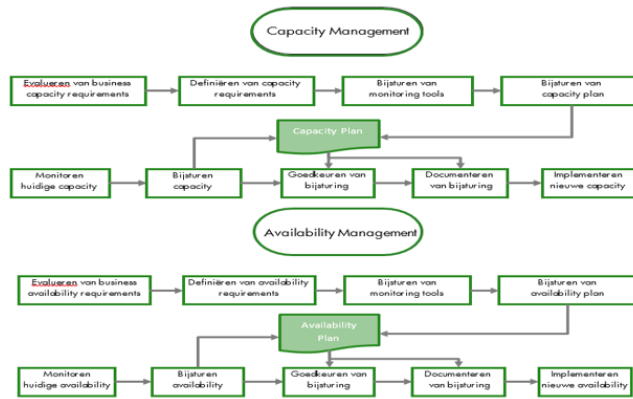 Capacity Management
Evalueren van business
capacity requirements
Definiëren van capacity
requirements
Bijsturen van
monitoring tools
Bijsturen van
capacity plan
Capacity Plan
Monitoren
huidige capacity
Bijsturen
capacity
Goedkeuren van
bijsturing
Documenteren
van bijsturing
Implementeren
nieuwe capacity
Availability Management
Evalueren van business
availability requirements
Definiëren van availability
requirements
Bijsturen van
monitoring tools
Bijsturen van
availability plan
Availability
Plan
Monitoren
huidige availability
Bijsturen
availability
Goedkeuren van
bijsturing
Documenteren
van bijsturing
Implementeren
nieuwe availability